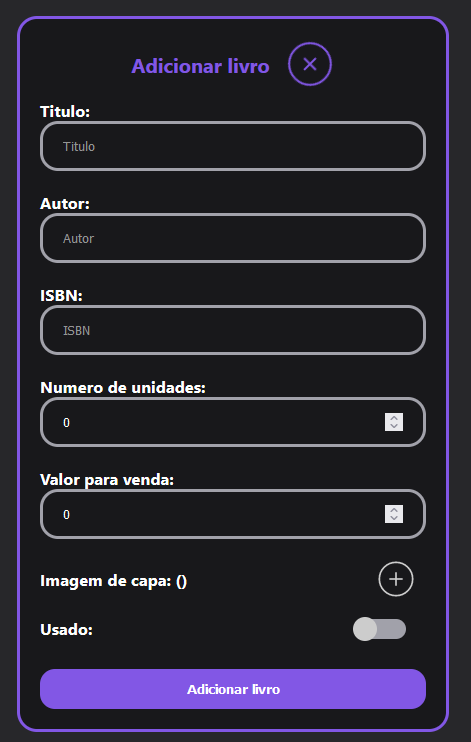 Adicionar livro
Titulo:
Titulo
Autor:
Autor
ISBN:
ISBN
Numero de unidades:
0
Valor para venda:
0
Imagem de capa: ()
Usado:
Adicionar livro